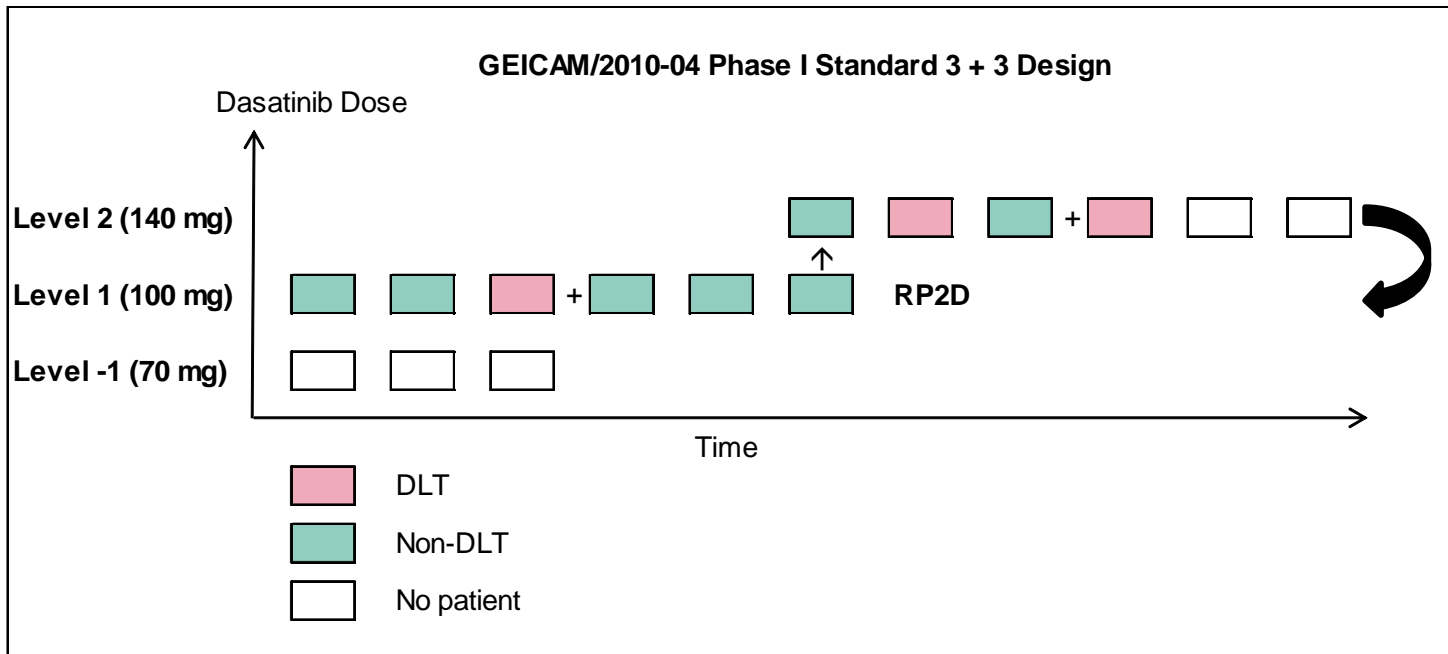 GEICAM/2010-04 Phase I Standard 3 + 3 Design
Dasatinib Dose
Level 2 (140 mg)
+
Level 1 (100 mg)
+
RP2D
Level -1 (70 mg)
Time
DLT
Non-DLT
No patient